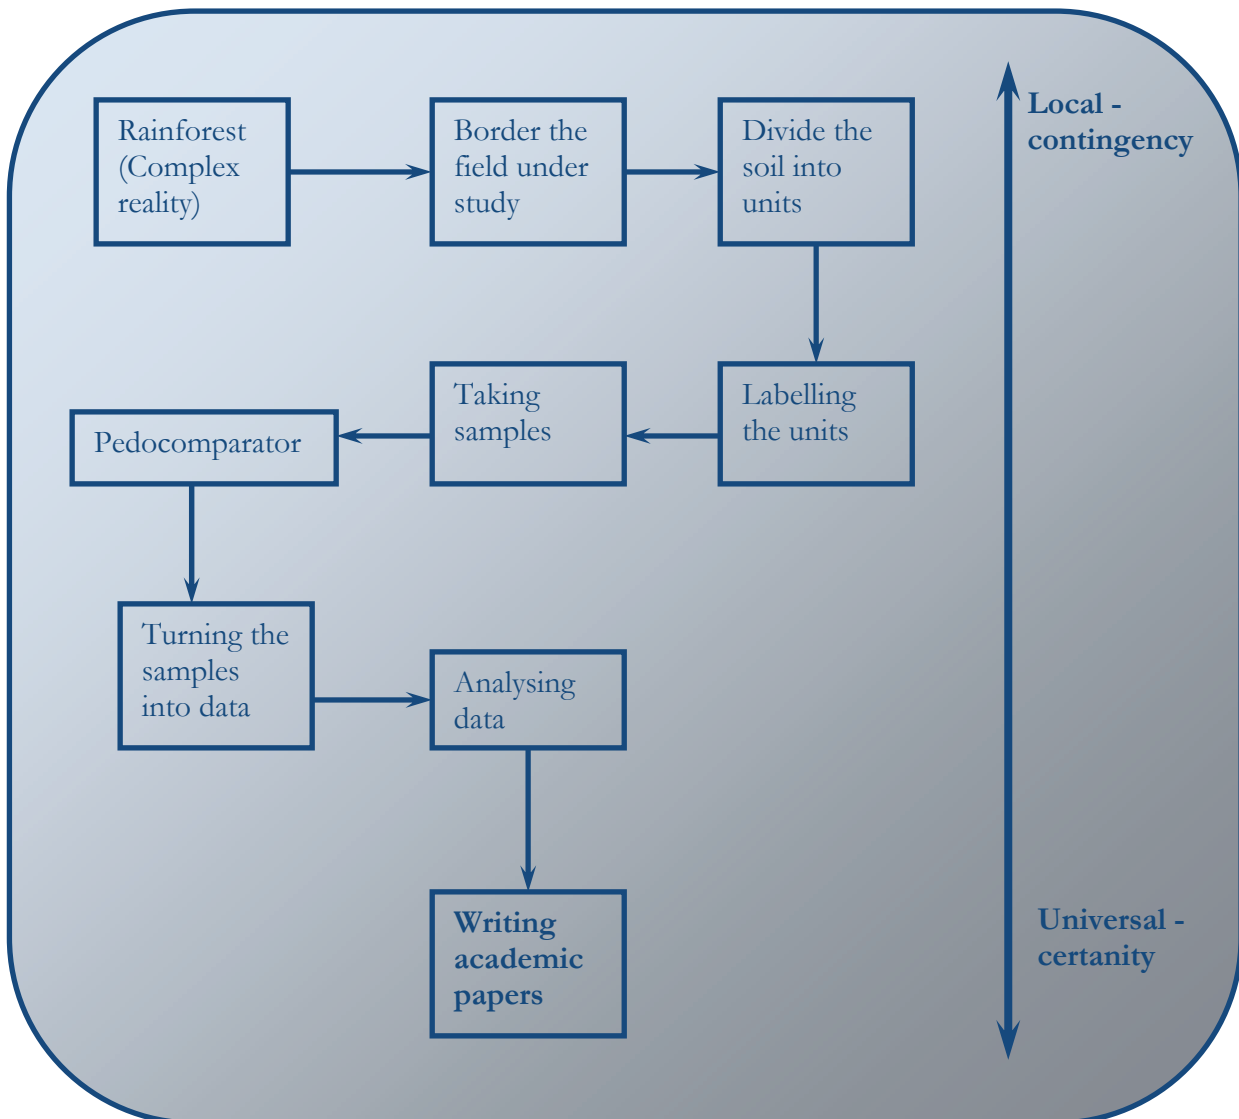 Rainforest
(Complex
reality)
Border the
field under
study
Divide the
soil into
units
Local -
contingency
Labelling
the units
Taking
samples
Pedocomparator
Turning the
samples
into data
Analysing
data
Writing
academic
papers
Universal -
certanity